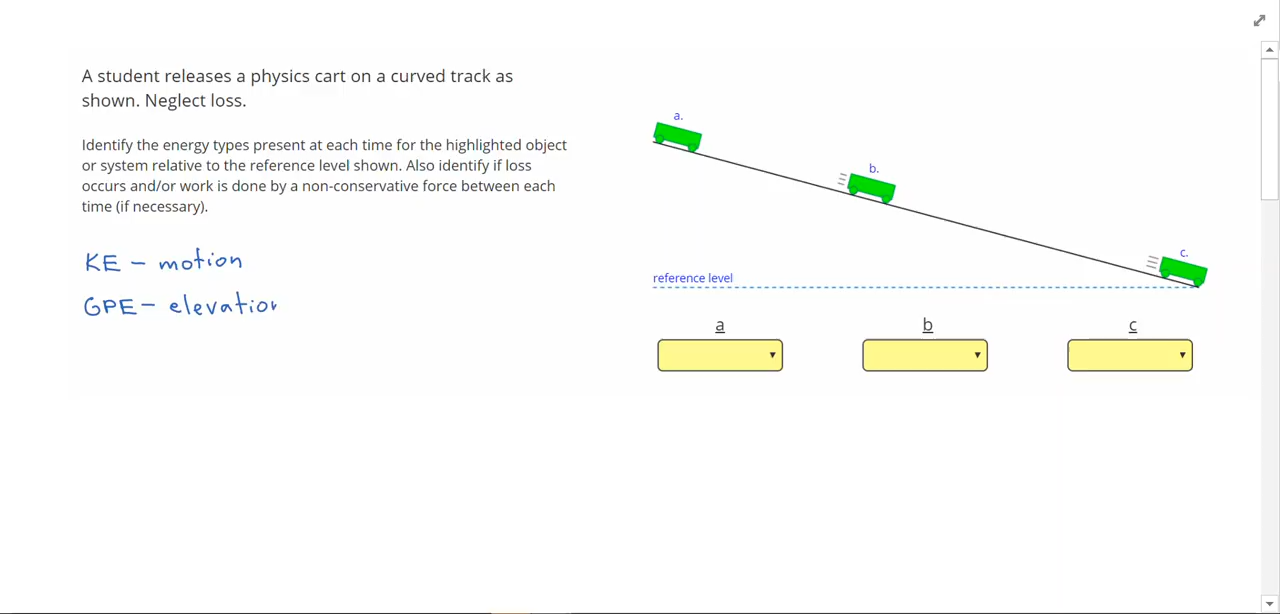 A student releases a physics cart on a curved track as
shown. Neglect loss.
Identify the energy types present at each time for the highlighted object
or system relative to the reference level shown. Also identify if loss
occurs and/or work is done by a non-conservative force between each
time (if necessary).
KE – motion
GPE – elevation
a.
b.
c.
reference level
a b c